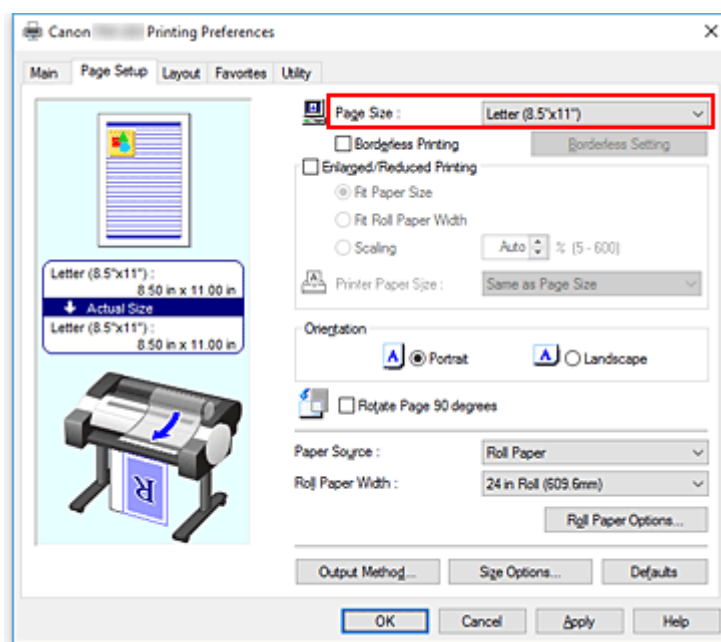 Canon Printing Preferences
Main Page Setup Layout Favorites Utility
Page Size : Letter (8.5"x11")
Borderless Printing Borderless Setting
Enlarged/Reduced Printing
Fit Paper Size
Fit Roll Paper Width
Scaling Auto % (5 - 600)
Printer Paper Size : Same as Page Size
Letter (8.5"x11") :
8.50 in x 11.00 in
Actual Size
Letter (8.5"x11") :
8.50 in x 11.00 in
Orientation
A Portrait A Landscape
Rotate Page 90 degrees
Paper Source : Roll Paper
Roll Paper Width : 24 in Roll (609.6mm)
Roll Paper Options...
R
Output Method... Size Options... Defaults
OK Cancel Apply Help